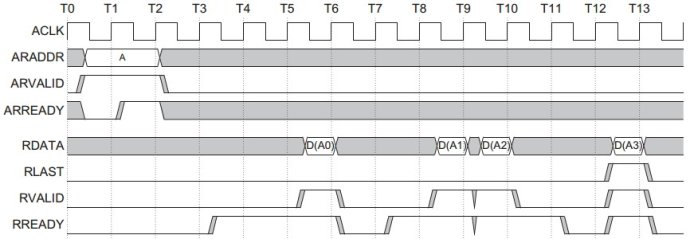 T0 T1 T2 T3 T4 T5 T6 T7 T8 T9 T10 T11 T12 T13
ACLK
ARADDR A
ARVALID
ARREADY
RDATA D(A0) D(A1) D(A2) D(A3)
RLAST
RVALID
RREADY